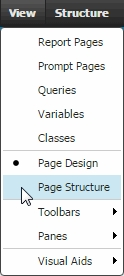 View Structure
Report Pages
Prompt Pages
Queries
Variables
Classes
Page Design
Page Structure
Toolbars
Panes
Visual Aids